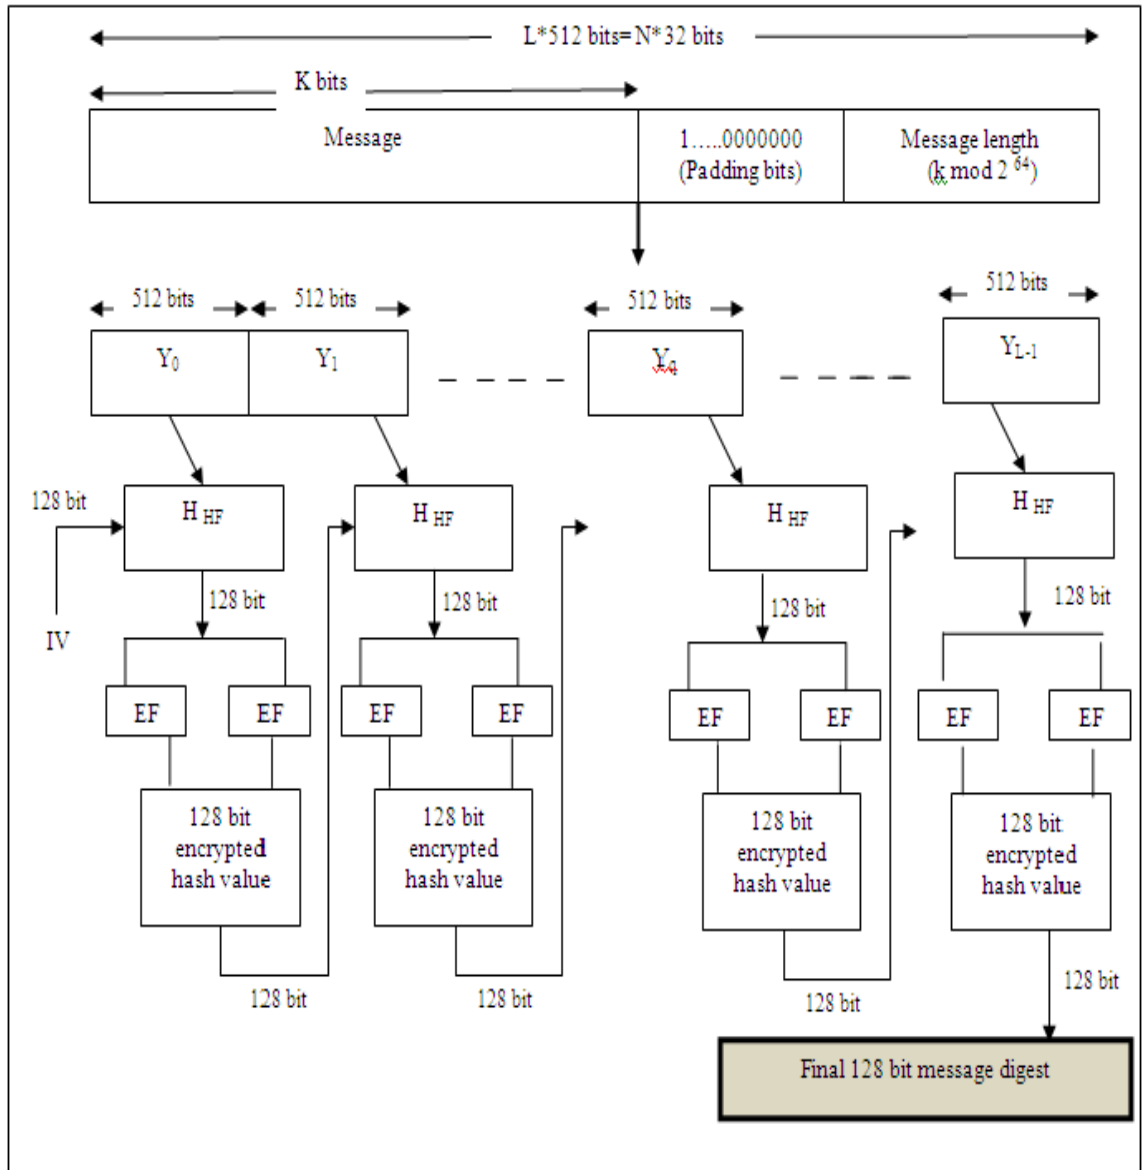 L*512 bits= N*32 bits
K bits
Message
1.....0000000
(Padding bits)
Message length
(k mod 2 64)
512 bits
512 bits
512 bits
512 bits
Y0
Y1
Yq
YL-1
128 bit
H HF
H HF
H HF
H HF
128 bit
128 bit
128 bit
128 bit
IV
EF
EF
EF
EF
EF
EF
EF
EF
128 bit
encrypted
hash value
128 bit
encrypted
hash value
128 bit
encrypted
hash value
128 bit
encrypted
hash value
128 bit
128 bit
128 bit
128 bit
Final 128 bit message digest